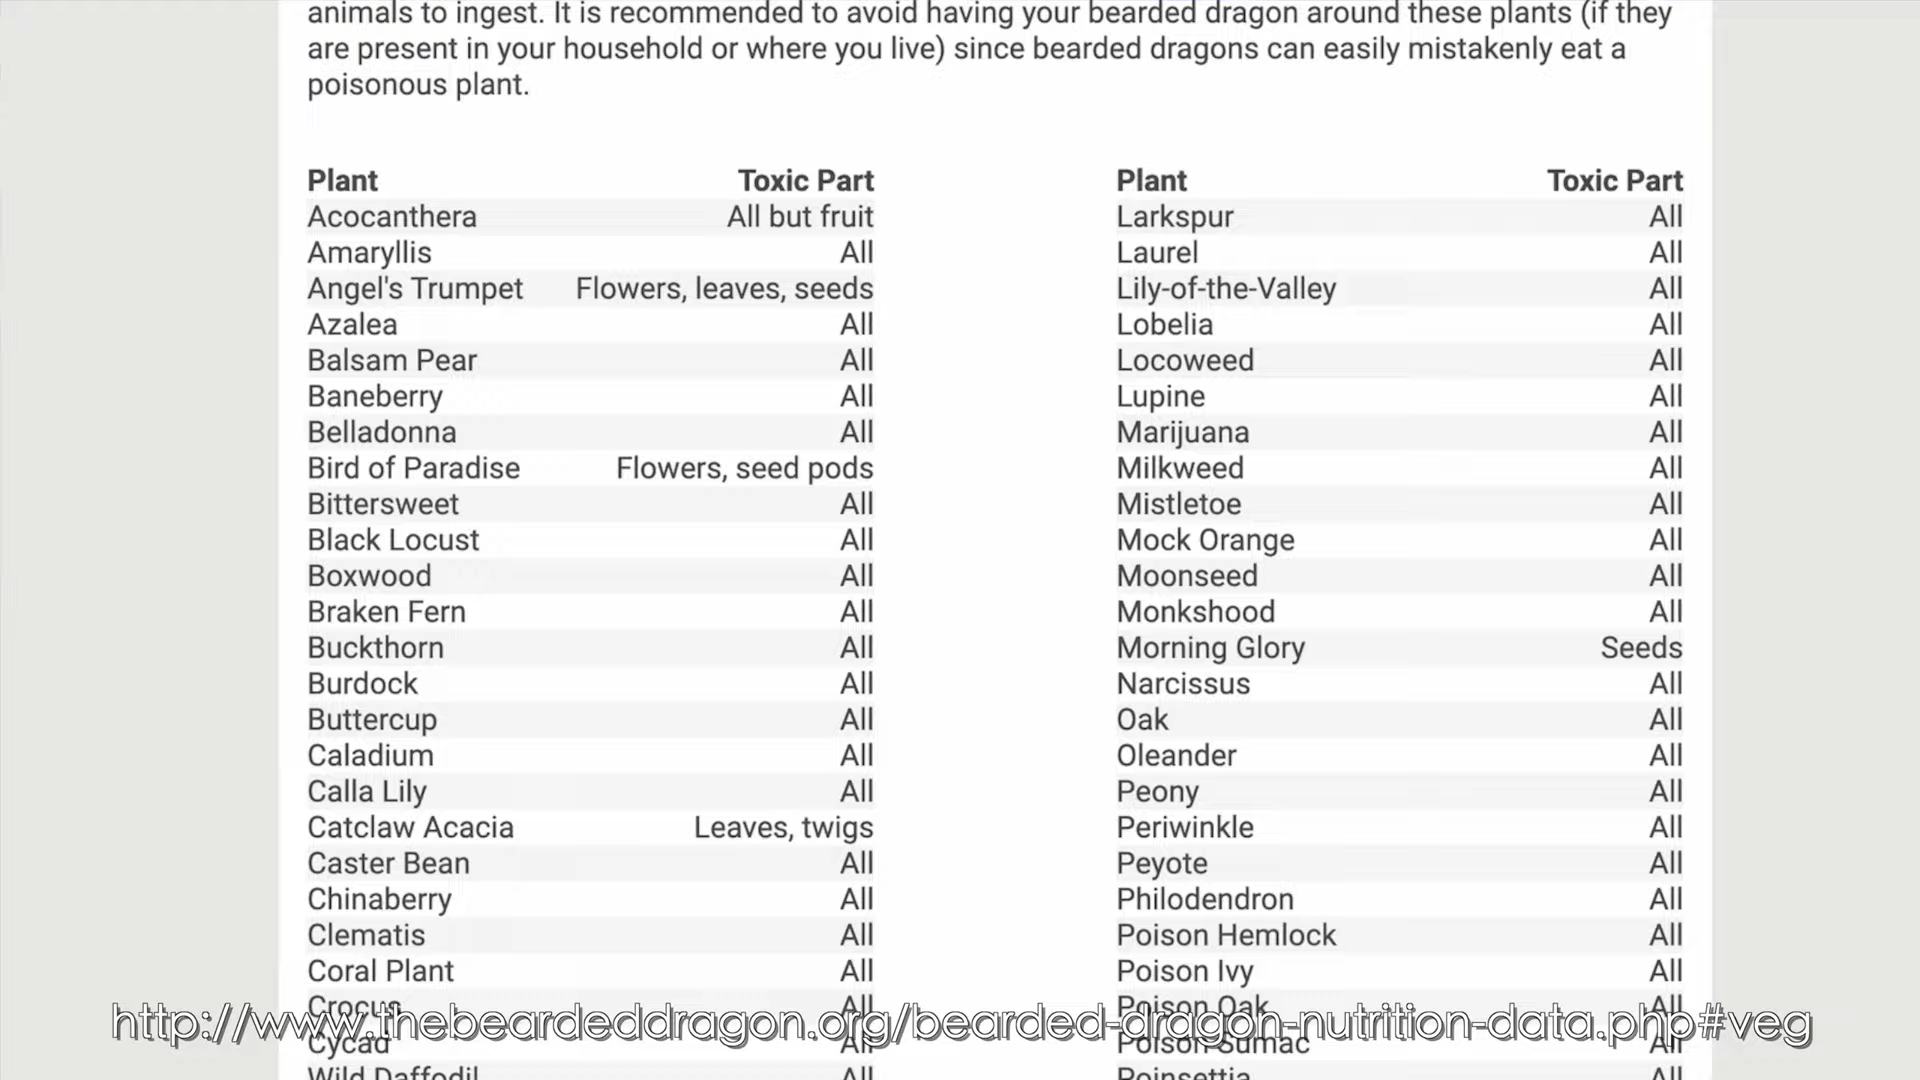 animals to ingest. It is recommended to avoid having your bearded dragon around these plants (if they
are present in your household or where you live) since bearded dragons can easily mistakenly eat a
poisonous plant.
Plant Toxic Part
Acocanthera All but fruit
Amaryllis All
Angel's Trumpet Flowers, leaves, seeds
Azalea All
Balsam Pear All
Baneberry All
Belladonna All
Bird of Paradise Flowers, seed pods
Bittersweet All
Black Locust All
Boxwood All
Braken Fern All
Buckthorn All
Burdock All
Buttercup All
Caladium All
Calla Lily All
Catclaw Acacia Leaves, twigs
Caster Bean All
Chinaberry All
Clematis All
Coral Plant All
Crocus All
Cycad All
Wild Daffodil All
Plant Toxic Part
Larkspur All
Laurel All
Lily-of-the-Valley All
Lobelia All
Locoweed All
Lupine All
Marijuana All
Milkweed All
Mistletoe All
Mock Orange All
Moonseed All
Monkshood All
Morning Glory Seeds
Narcissus All
Oak All
Oleander All
Peony All
Periwinkle All
Peyote All
Philodendron All
Poison Hemlock All
Poison Ivy All
Poison Oak All
Poison Sumac All
Poinsettia All
http://www.thebeardeddragon.org/bearded-dragon-nutrition-data.php#veg